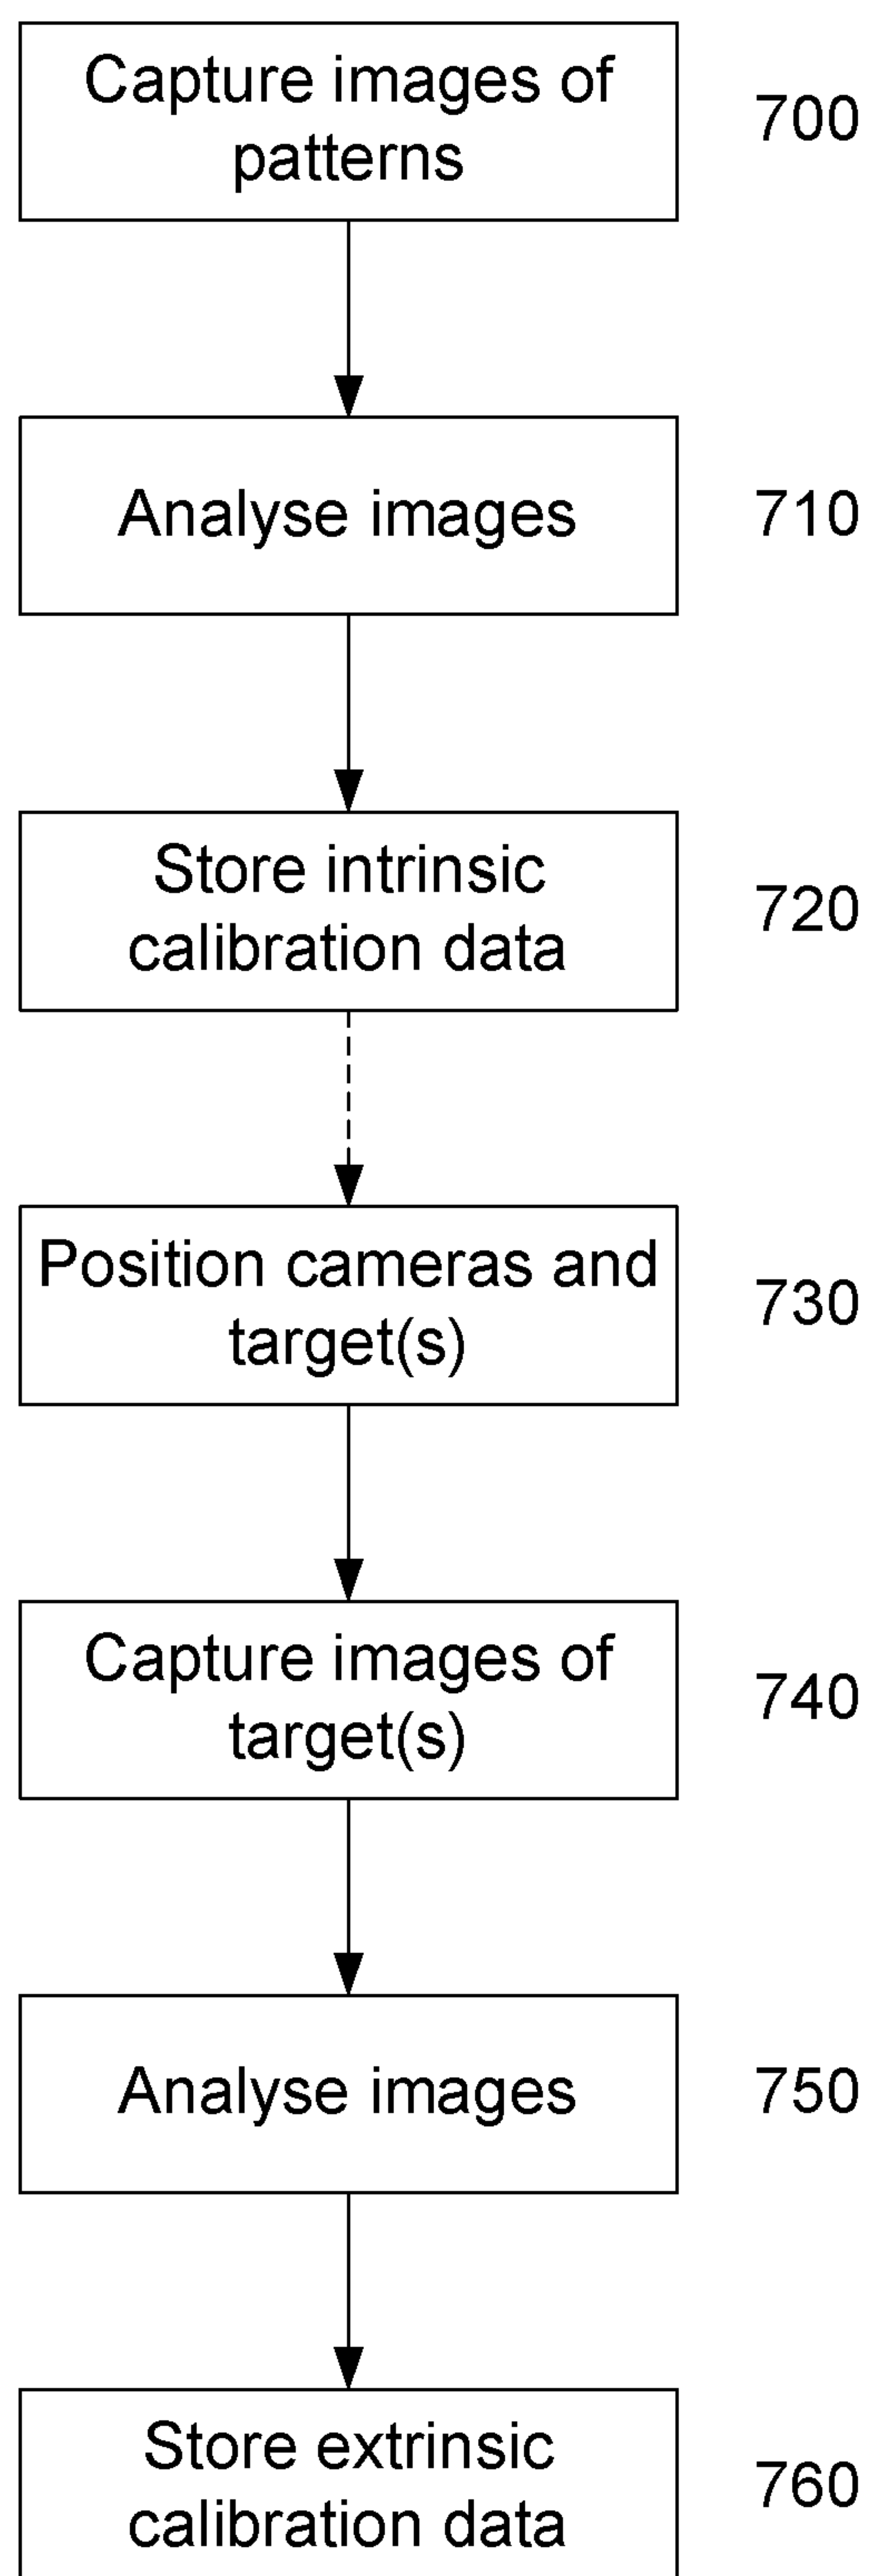 Capture images of
patterns
700
Analyse images
710
Store intrinsic
calibration data
720
Position cameras and
target(s)
730
Capture images of
target(s)
740
Analyse images
750
Store extrinsic
calibration data
760